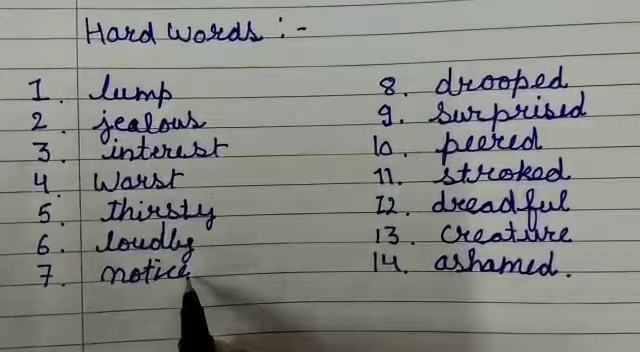 Hard Words :-
1. lump
2. jealous
3. interest
4. Warst
5. thirsty
6. loudly
7. notice
8. drooped
9. surprised
10. peered
11. stroked
12. dreadful
13. creature
14. ashamed.